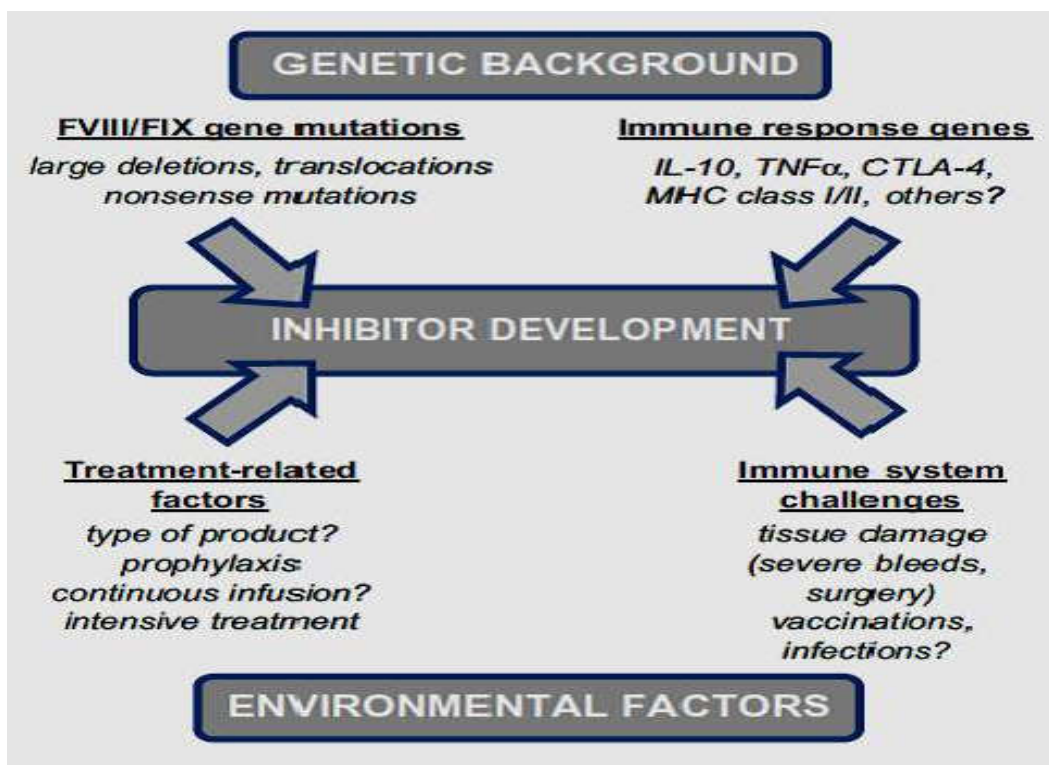 GENETIC BACKGROUND
FVIII/FIX gene mutations
large deletions, translocations
nonsense mutations
Immune response genes
IL-10, TNFα, CTLA-4,
MHC class I/II, others?
INHIBITOR DEVELOPMENT
Treatment-related
factors
type of product?
prophylaxis
continuous infusion?
intensive treatment
Immune system
challenges
tissue damage
(severe bleeds,
surgery)
vaccinations,
infections?
ENVIRONMENTAL FACTORS